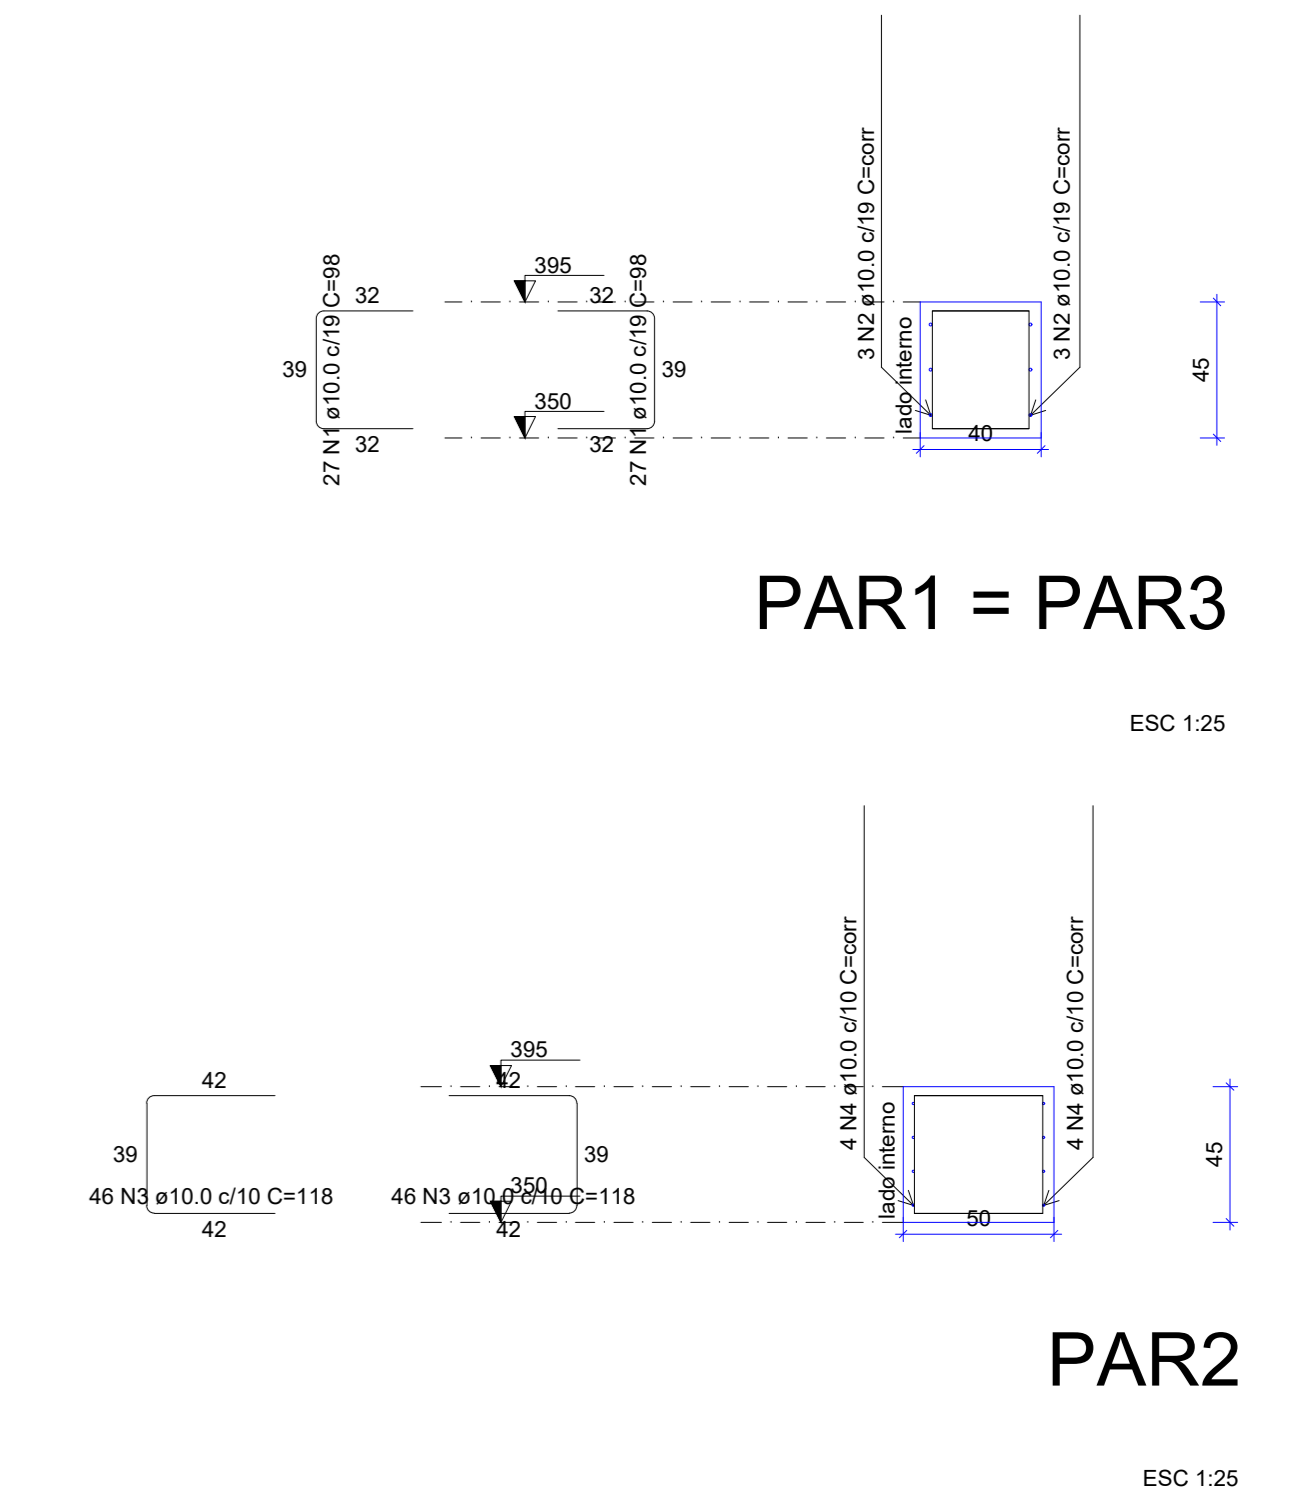 3 N2 ø10.0 c/19 C=corr
3 N2 ø10.0 c/19 C=corr
27 N1 ø10.0 c/19 C=98
27 N1 ø10.0 c/19 C=98
395
32
32
39
39
350
32
32
lado interno
40
45
PAR1 = PAR3
ESC 1:25
4 N4 ø10.0 c/10 C=corr
4 N4 ø10.0 c/10 C=corr
395
42
42
39
39
350
46 N3 ø10.0 c/10 C=118
46 N3 ø10.0 c/10 C=118
42
42
lado interno
50
45
PAR2
ESC 1:25